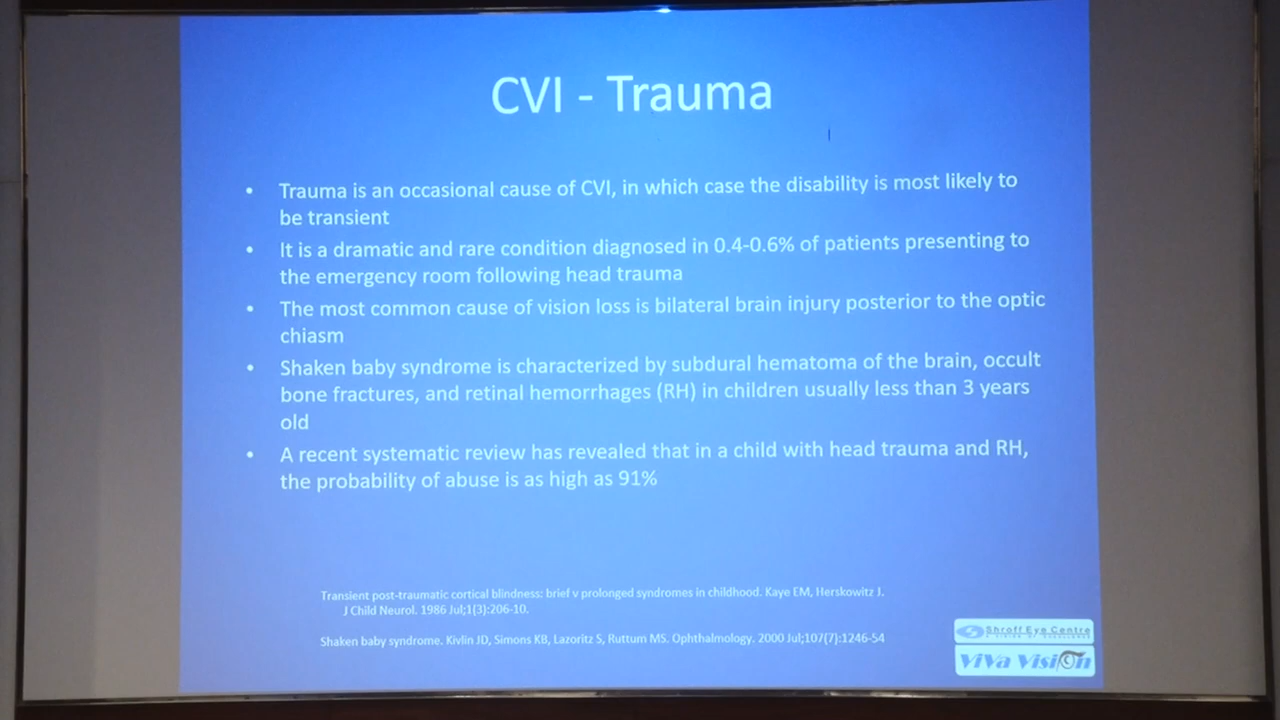 CVI - Trauma
• Trauma is an occasional cause of CVI, in which case the disability is most likely to
be transient
• It is a dramatic and rare condition diagnosed in 0.4-0.6% of patients presenting to
the emergency room following head trauma
• The most common cause of vision loss is bilateral brain injury posterior to the optic
chiasm
• Shaken baby syndrome is characterized by subdural hematoma of the brain, occult
bone fractures, and retinal hemorrhages (RH) in children usually less than 3 years
old
• A recent systematic review has revealed that in a child with head trauma and RH,
the probability of abuse is as high as 91%
Transient post-traumatic cortical blindness: brief v prolonged syndromes in childhood. Kaye EM, Herskowitz J.
J Child Neurol. 1986 Jul;1(3):206-10.
Shaken baby syndrome. Kivlin JD, Simons KB, Lazoritz S, Ruttum MS. Ophthalmology. 2000 Jul;107(7):1246-54
Shroff Eye Centre
ViVa Vision